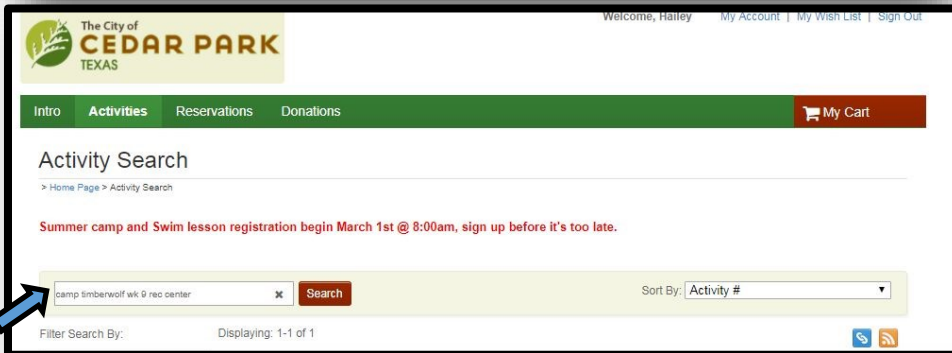 The City of
CEDAR PARK
TEXAS
Welcome, Hailey My Account | My Wish List | Sign Out
Intro Activities Reservations Donations My Cart
Activity Search
> Home Page > Activity Search
Summer camp and Swim lesson registration begin March 1st @ 8:00am, sign up before it's too late.
camp timberwolf wk 9 rec center Search Sort By: Activity #
Filter Search By: Displaying: 1-1 of 1